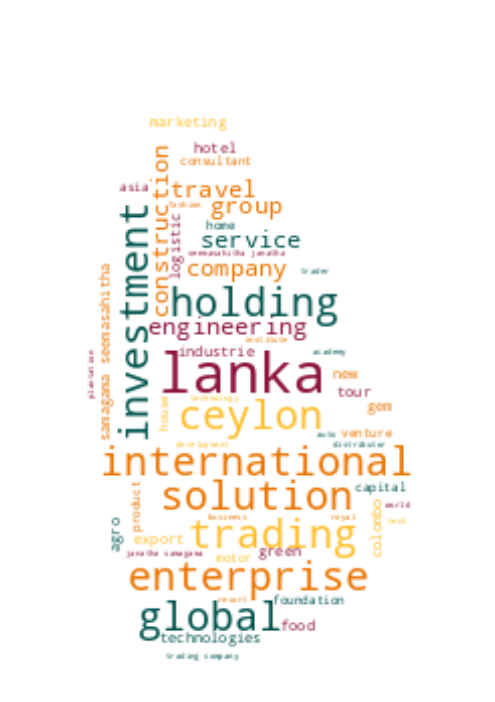 marketing
hotel
consultant
asia
travel
construction
fashion
group
logistic
home
service
investment
seemasahitha janatha
company
trader
samagama seemasahitha
holding
engineering
institute
industrie
academy
plantation
lanka
new
tour
technology
house
ceylon
gem
auto
venture
development
distributor
international
solution
capital
product
world
colombo
business
royal
tech
agro
trading
export
janatha samagama
green
motor
enterprise
resort
foundation
global
food
technologies
trading company